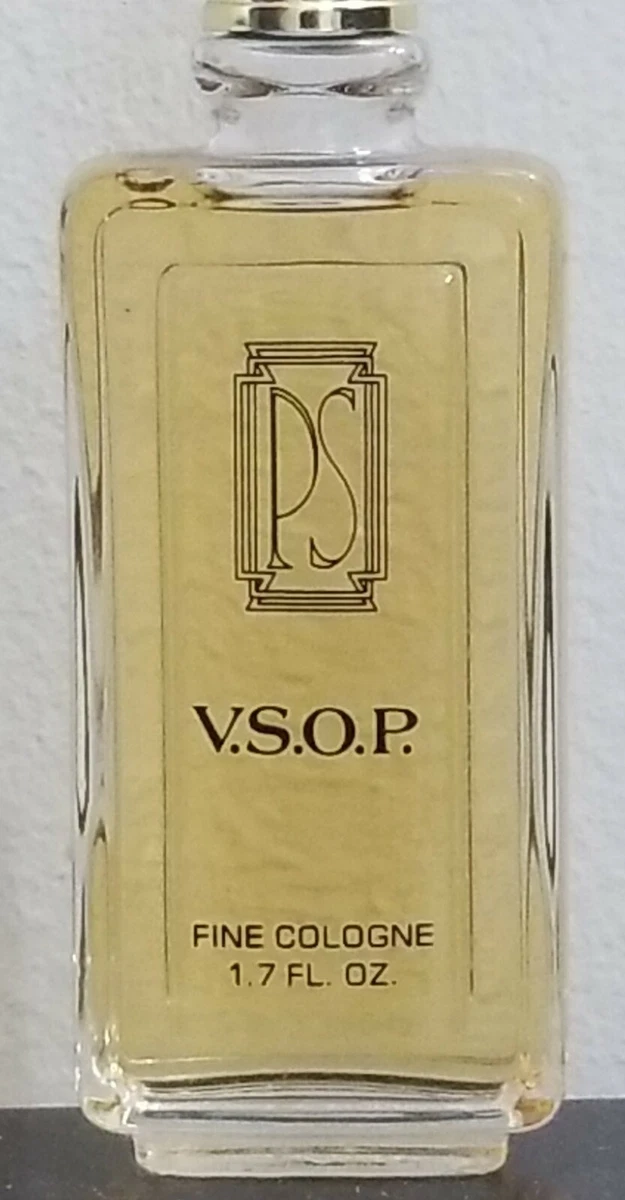 PS
V.S.O.P.
FINE COLOGNE
1.7 FL. OZ.